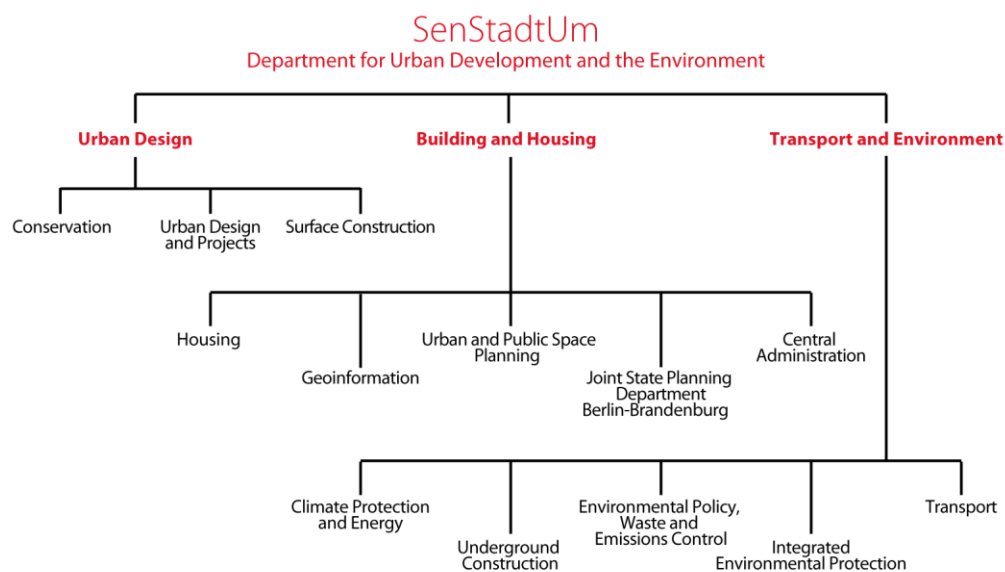 SenStadtUm
Department for Urban Development and the Environment
Urban Design
Building and Housing
Transport and Environment
Conservation
Urban Design
and Projects
Surface Construction
Housing
Geoinformation
Urban and Public Space
Planning
Joint State Planning
Department
Berlin-Brandenburg
Central
Administration
Climate Protection
and Energy
Underground
Construction
Environmental Policy,
Waste and
Emissions Control
Integrated
Environmental Protection
Transport